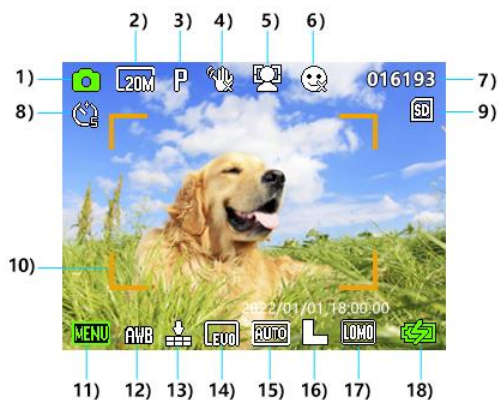 2) 3) 4) 5) 6)
1) 20M P 016193 7)
8) S SD 9)
10)
2022/01/01 18:00:00
MENU AWB EVO AUTO L LOMO
11) 12) 13) 14) 15) 16) 17) 18)